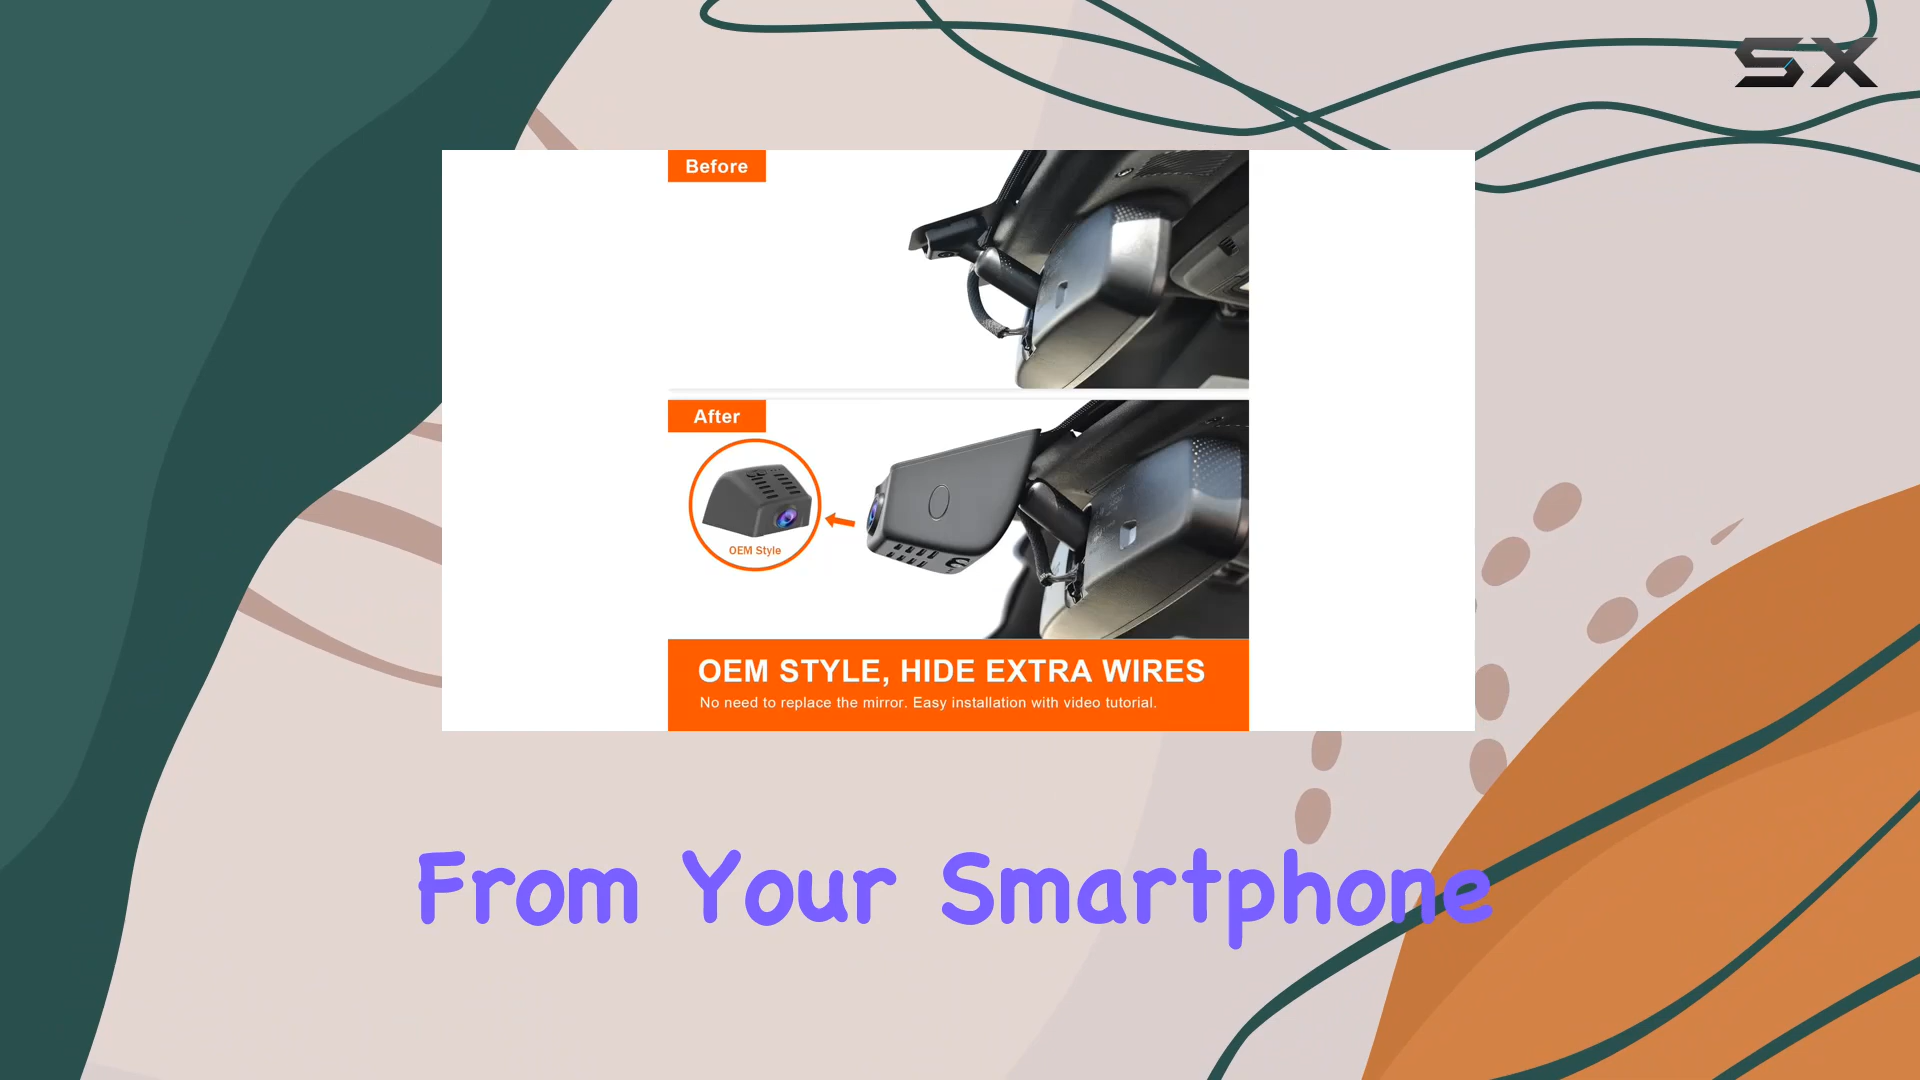 SX
Before
After
OEM Style
OEM STYLE, HIDE EXTRA WIRES
No need to replace the mirror. Easy installation with video tutorial.
From Your Smartphone